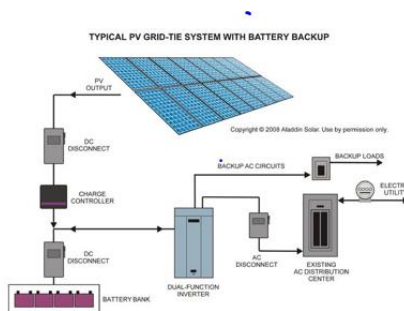 TYPICAL PV GRID-TIE SYSTEM WITH BATTERY BACKUP
PV
OUTPUT
Copyright © 2008 Aladdin Solar. Use by permission only.
DC
DISCONNECT
BACKUP AC CIRCUITS
BACKUP LOADS
CHARGE
CONTROLLER
ELECTR
UTILIT
DC
DISCONNECT
AC
DISCONNECT
EXISTING
AC DISTRIBUTION
CENTER
DUAL-FUNCTION
INVERTER
BATTERY BANK